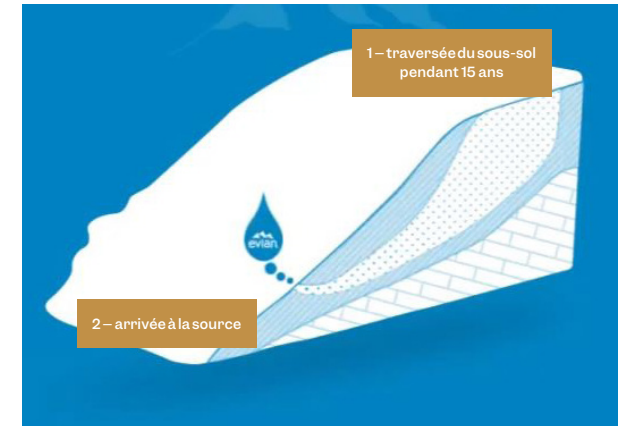 1 – traversée du sous-sol
pendant 15 ans
evian
2 – arrivée à la source